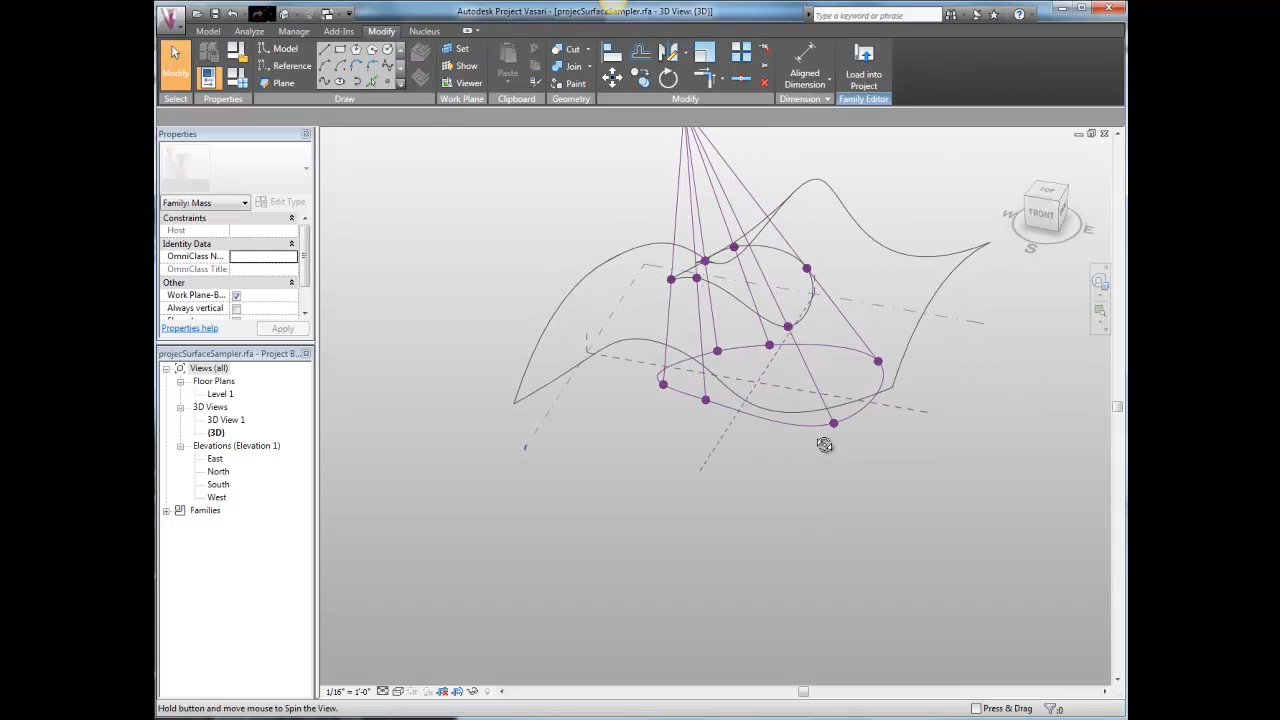 Autodesk Project Vasari - [projecSurfaceSampler.rfa - 3D View: {3D}]
Type a keyword or phrase
Model Analyze Manage Add-Ins Modify Nucleus
Modify
Model
Reference
Plane
Set
Show
Viewer
Paste
Cut
Join
Paint
Aligned
Dimension
Load into
Project
Select Properties Draw Work Plane Clipboard Geometry Modify Dimension Family Editor
Properties
Family: Mass Edit Type
Constraints
Host
Identity Data
OmniClass N...
OmniClass Title
Other
Work Plane-B...
Always vertical
Properties help Apply
projecSurfaceSampler.rfa - Project B...
Views (all)
Floor Plans
Level 1
3D Views
3D View 1
{3D}
Elevations (Elevation 1)
East
North
South
West
Families
TOP
FRONT
W
E
S
1/16" = 1'-0"
Hold button and move mouse to Spin the View.
Press & Drag
:0